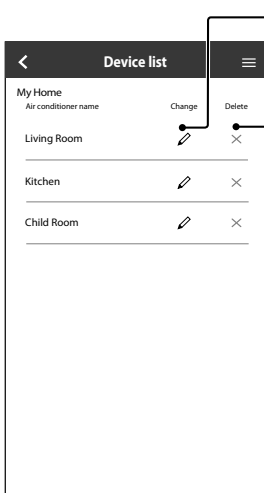 Device list
My Home
Air conditioner name Change Delete
Living Room
Kitchen
Child Room